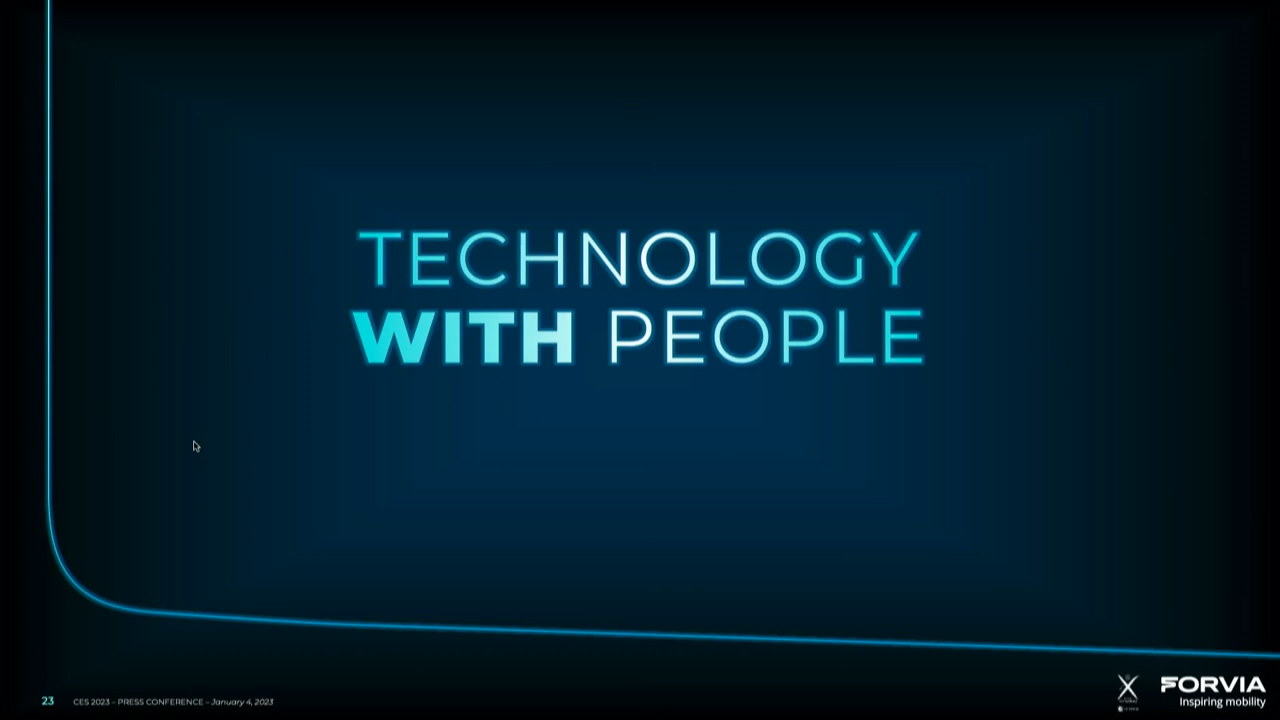 TECHNOLOGY
WITH PEOPLE
23 CES 2023 – PRESS CONFERENCE – January 4, 2023
FORVIA
Inspiring mobility